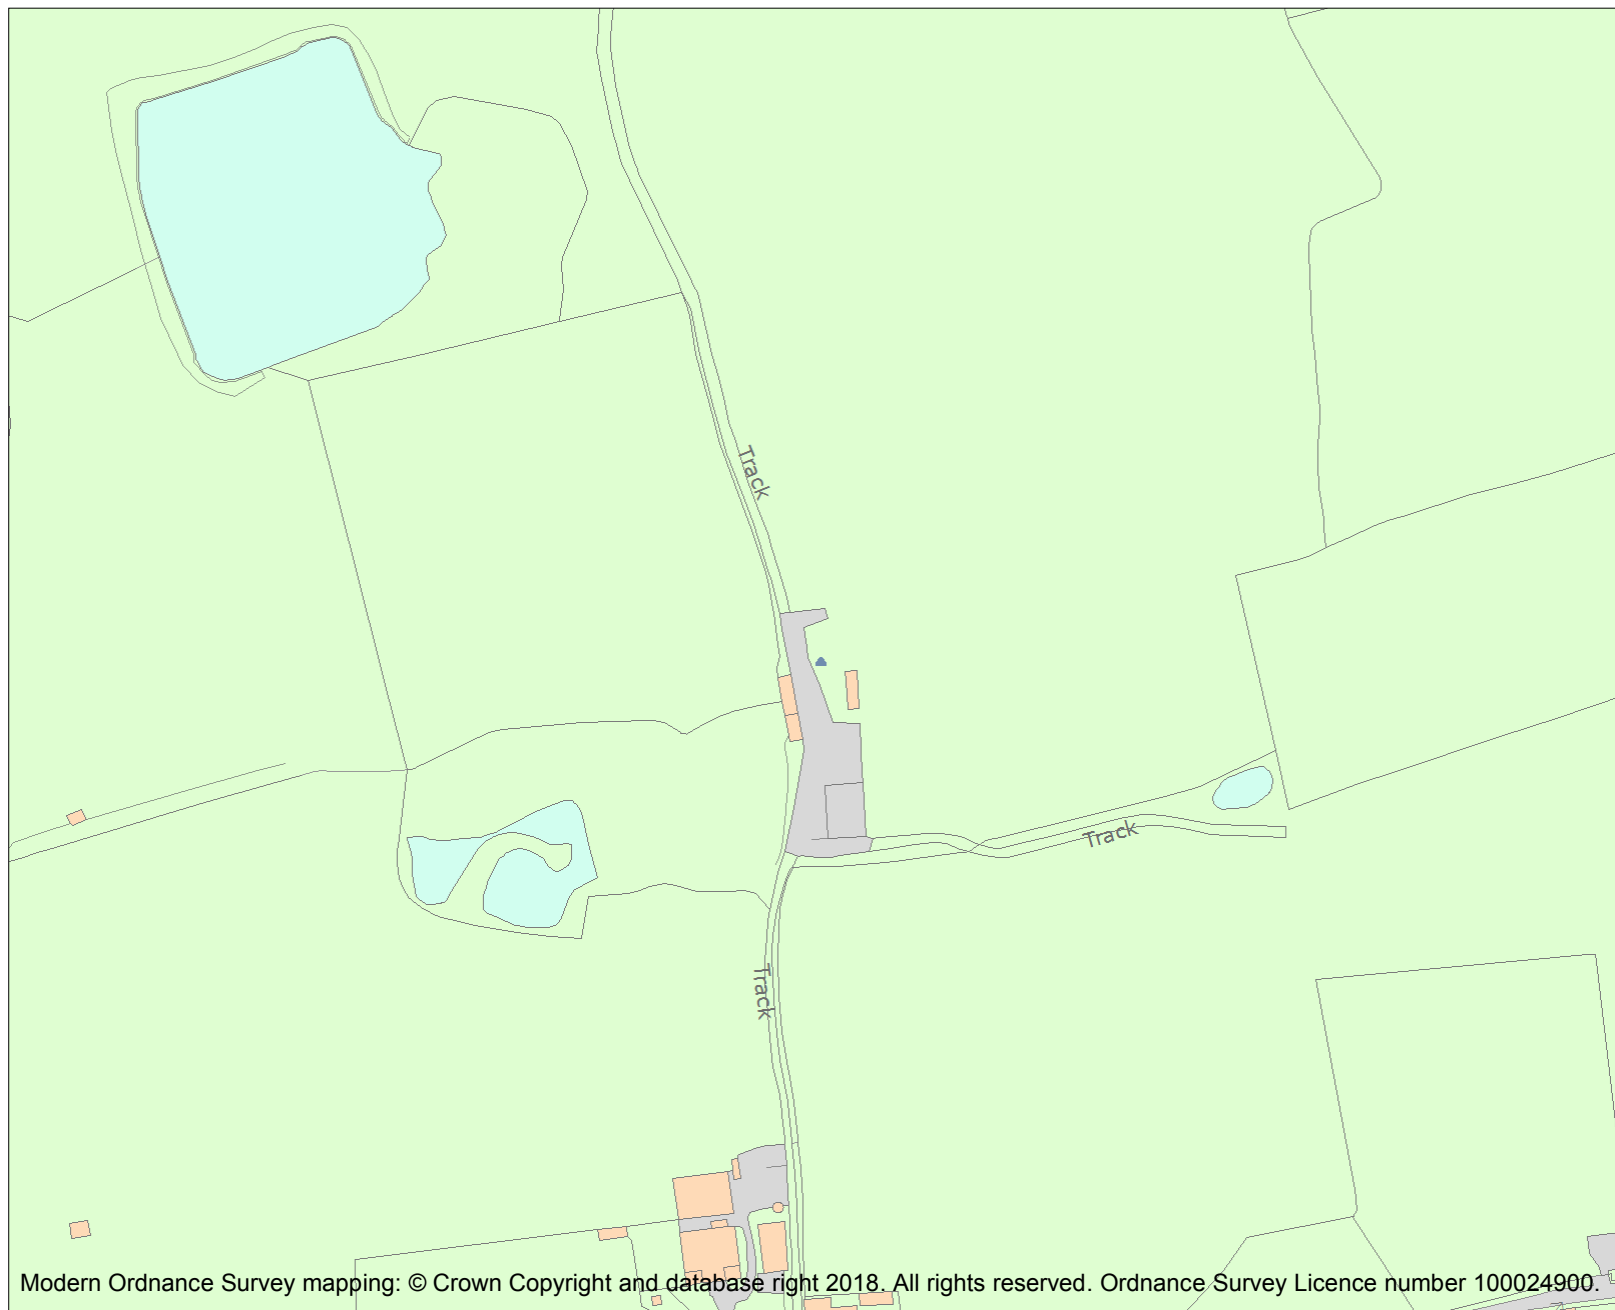 Track
Track
Track
Modern Ordnance Survey mapping: © Crown Copyright and database right 2018. All rights reserved. Ordnance Survey Licence number 100024900.